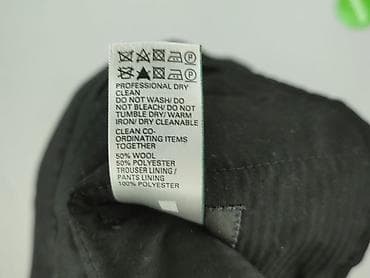 PROFESSIONAL DRY
CLEAN
DO NOT WASH/ DO
NOT BLEACH/ DO NOT
TUMBLE DRY/ WARM
IRON/ DRY CLEANABLE
CLEAN CO-
ORDINATING ITEMS
TOGETHER
50% WOOL
50% POLYESTER
TROUSER LINING/
PANTS LINING
100% POLYESTER